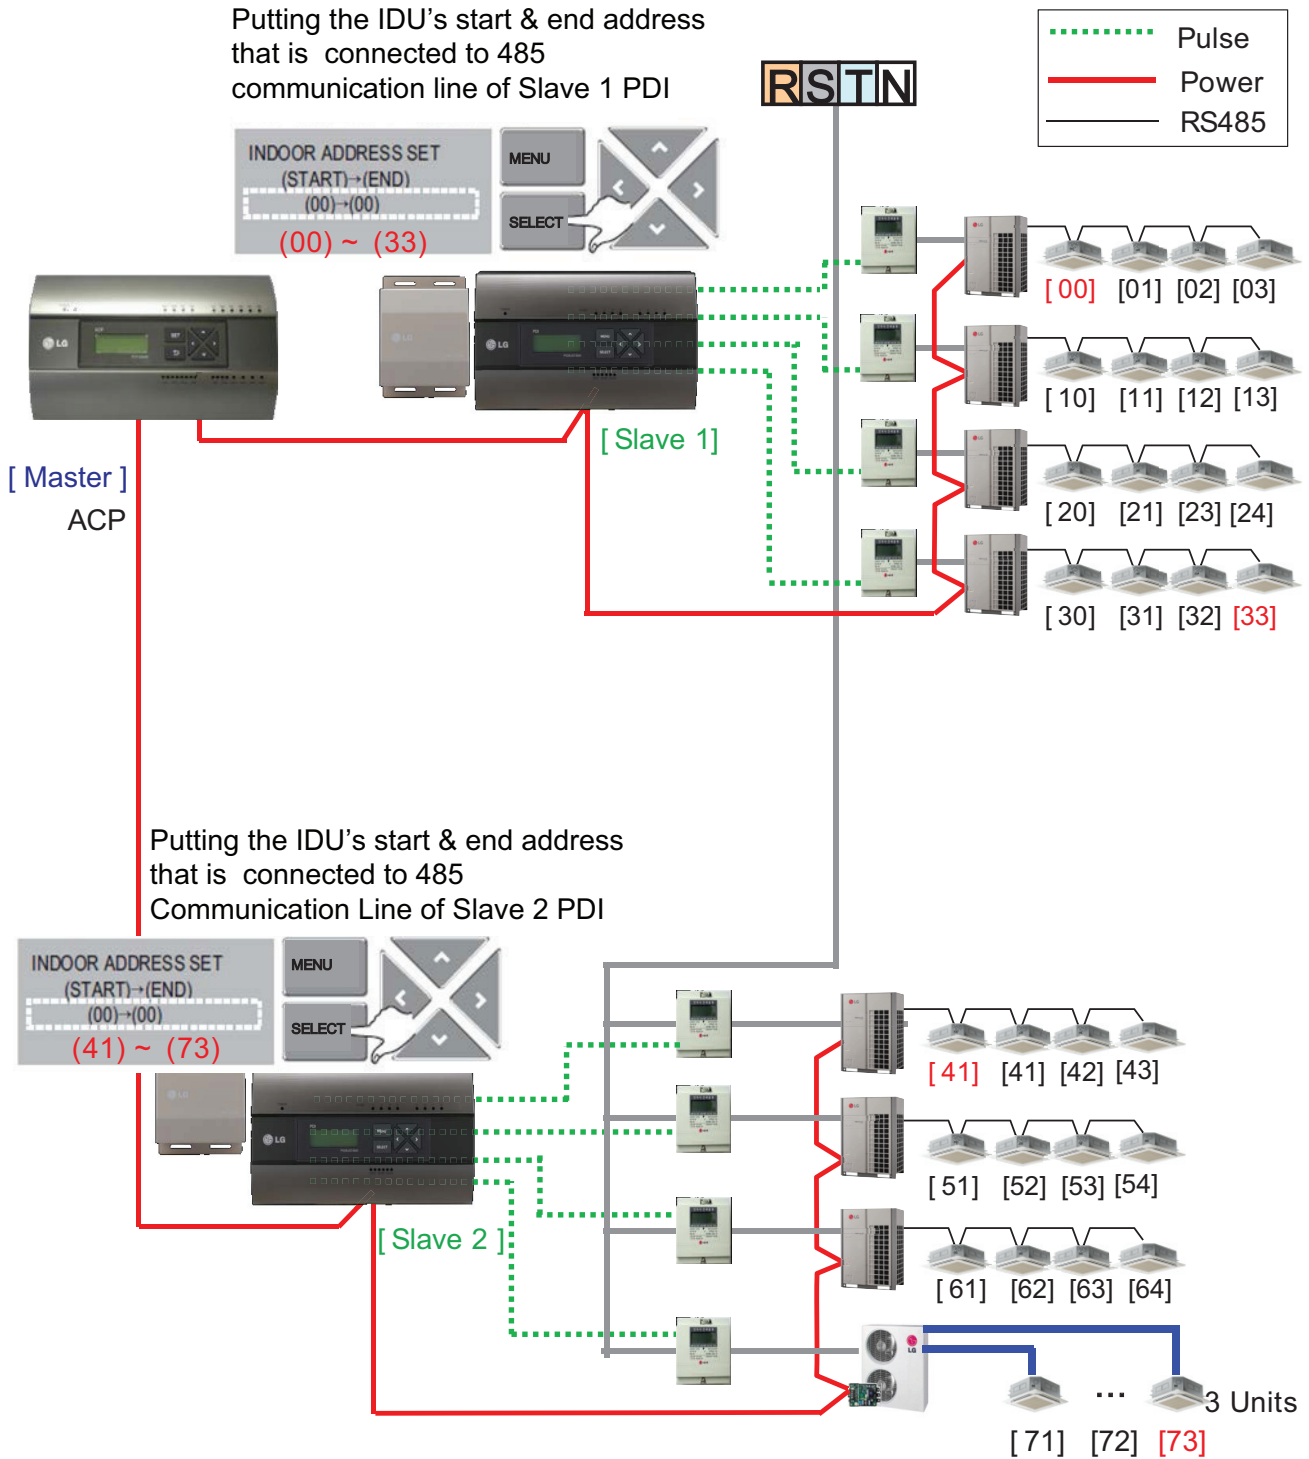 Putting the IDU's start & end address
that is connected to 485
communication line of Slave 1 PDI
RSTN
Pulse
Power
RS485
INDOOR ADDRESS SET
(START)→(END)
(00)→(00)
(00) ~ (33)
MENU
SELECT
LG
LG
[ Slave 1]
[ Master ]
ACP
[ 00] [01] [02] [03]
[ 10] [11] [12] [13]
[ 20] [21] [23] [24]
[ 30] [31] [32] [33]
Putting the IDU's start & end address
that is connected to 485
Communication Line of Slave 2 PDI
INDOOR ADDRESS SET
(START)→(END)
(00)→(00)
(41) ~ (73)
MENU
SELECT
LG
[ Slave 2 ]
[ 41] [41] [42] [43]
[ 51] [52] [53] [54]
[ 61] [62] [63] [64]
LG
... 3 Units
[ 71] [72] [73]